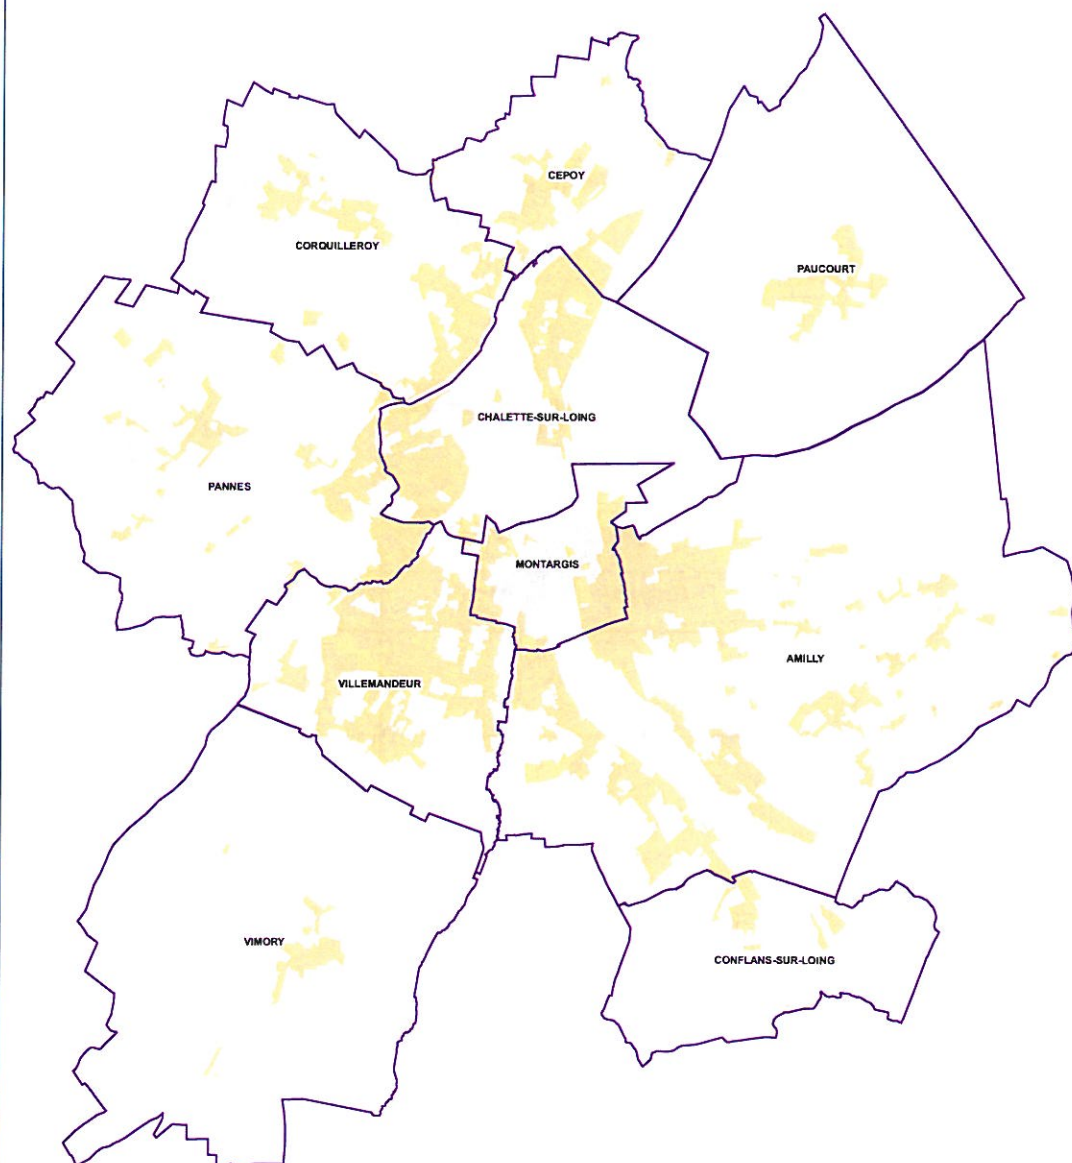 CEPOY
CORQUILLEROY
PAUCOURT
CHALETTE-SUR-LOING
PANNES
MONTARGIS
AMILLY
VILLEMANDEUR
VIMORY
CONFLANS-SUR-LOING